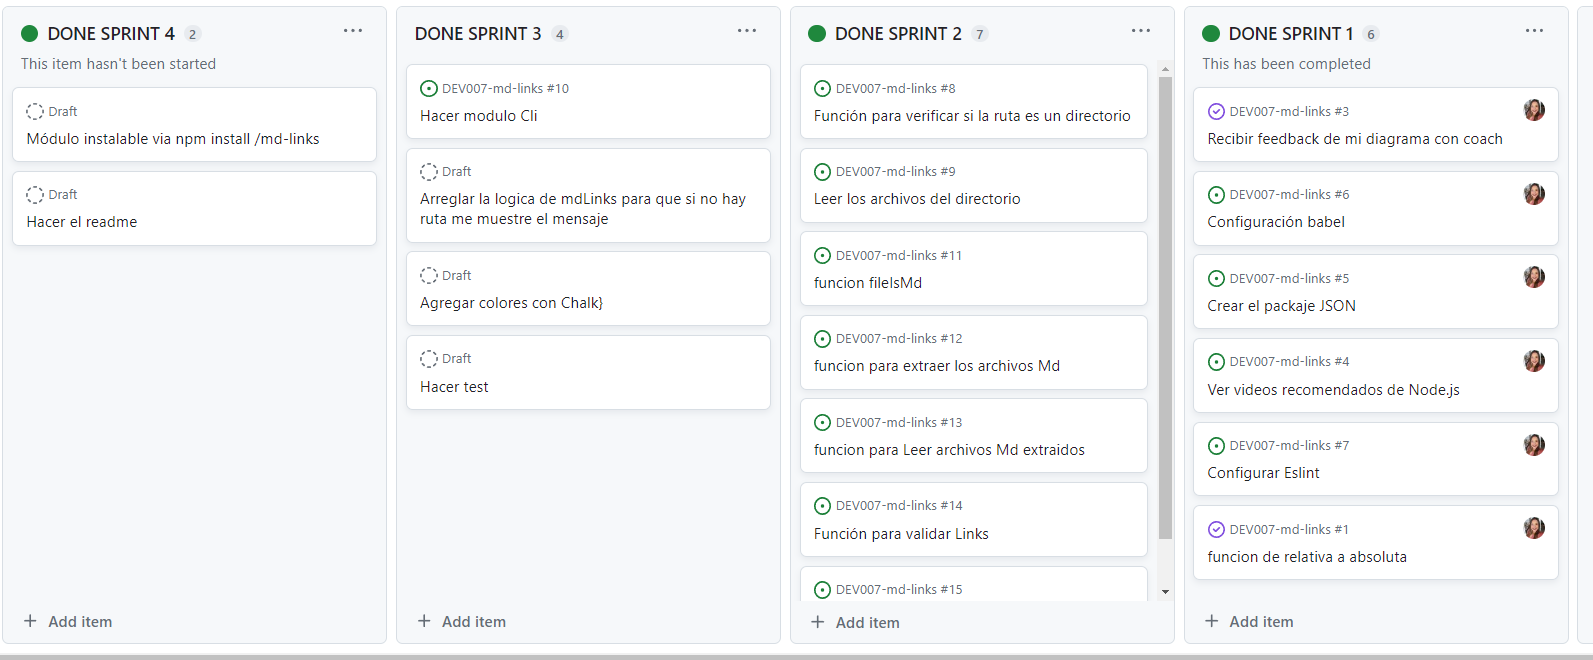 DONE SPRINT 4 2
This item hasn't been started
Draft
Módulo instalable via npm install /md-links
Draft
Hacer el readme
+ Add item
DONE SPRINT 3 4
DEV007-md-links #10
Hacer modulo Cli
Draft
Arreglar la logica de mdLinks para que si no hay
ruta me muestre el mensaje
Draft
Agregar colores con Chalk}
Draft
Hacer test
+ Add item
DONE SPRINT 2 7
DEV007-md-links #8
Función para verificar si la ruta es un directorio
DEV007-md-links #9
Leer los archivos del directorio
DEV007-md-links #11
funcion fileIsMd
DEV007-md-links #12
funcion para extraer los archivos Md
DEV007-md-links #13
funcion para Leer archivos Md extraidos
DEV007-md-links #14
Función para validar Links
DEV007-md-links #15
+ Add item
DONE SPRINT 1 6
This has been completed
DEV007-md-links #3
Recibir feedback de mi diagrama con coach
DEV007-md-links #6
Configuración babel
DEV007-md-links #5
Crear el packaje JSON
DEV007-md-links #4
Ver videos recomendados de Node.js
DEV007-md-links #7
Configurar Eslint
DEV007-md-links #1
funcion de relativa a absoluta
+ Add item